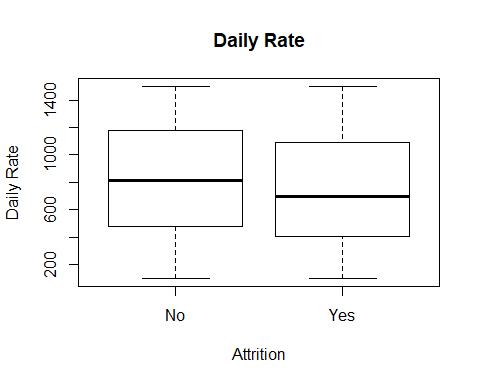 Daily Rate
Daily Rate
1400
1000
600
200
No Yes
Attrition